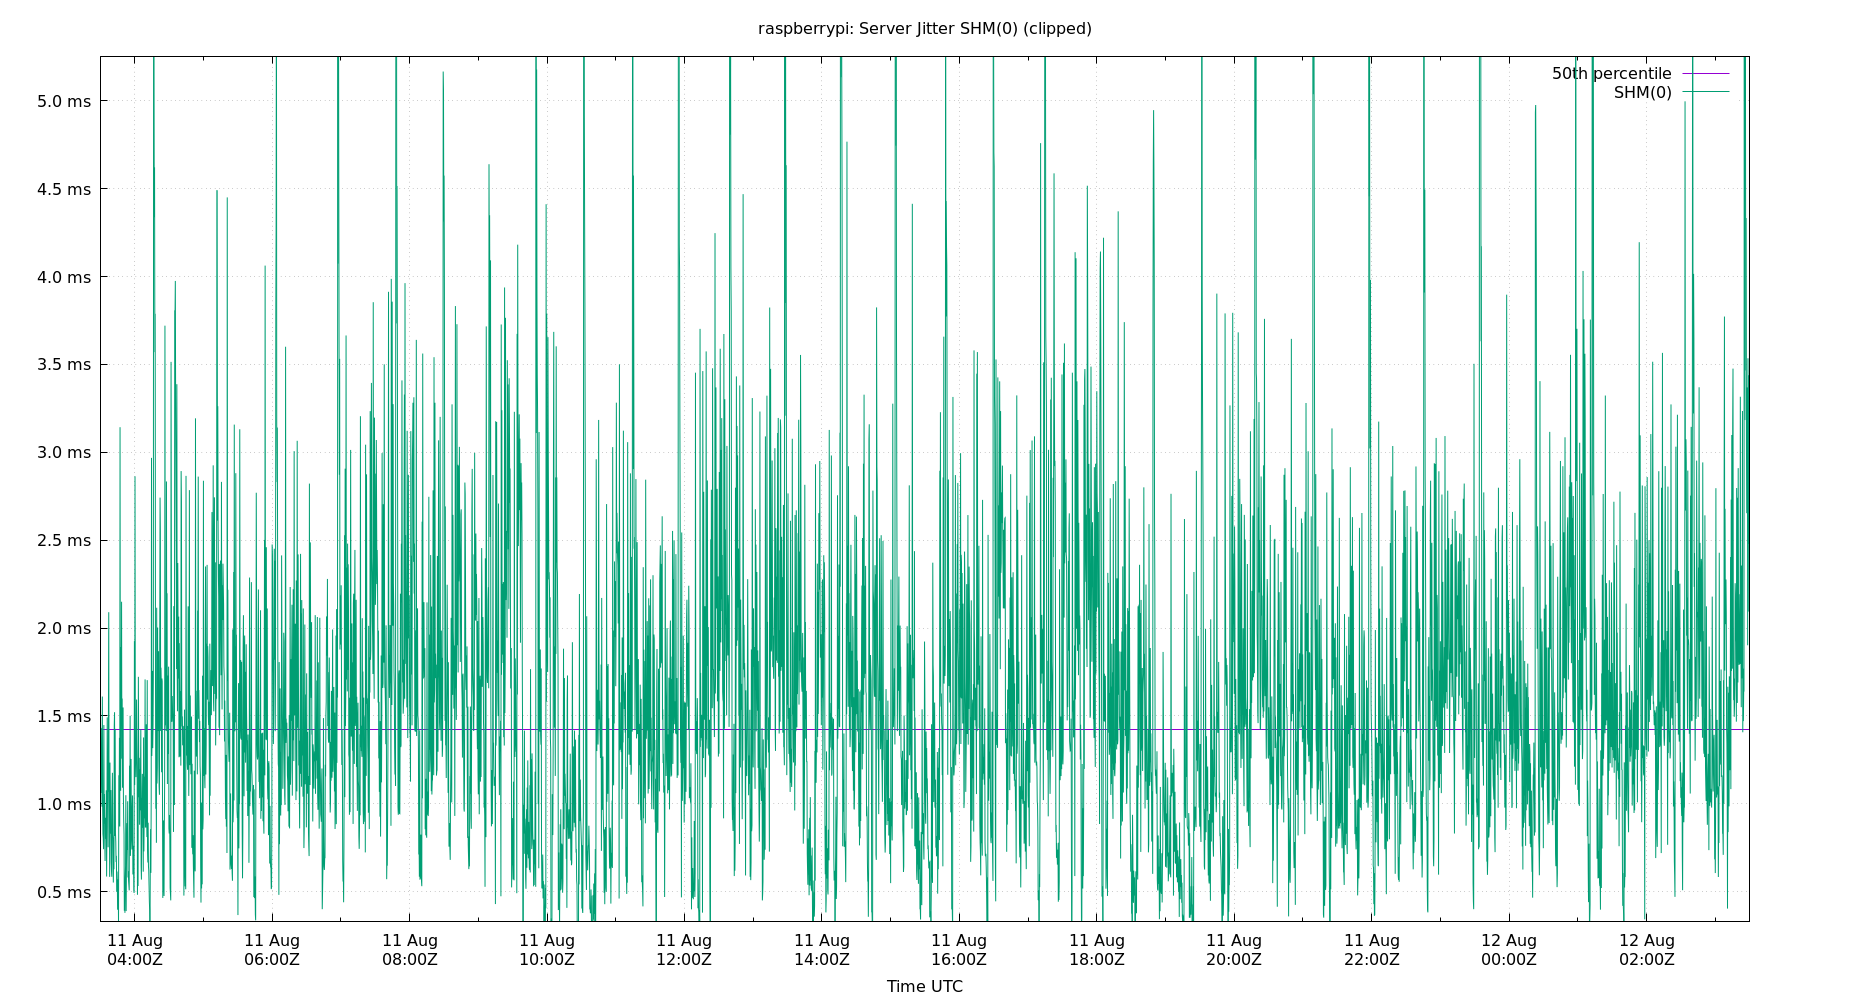 raspberrypi: Server Jitter SHM(0) (clipped)
50th percentile
SHM(0)
5.0 ms
4.5 ms
4.0 ms
3.5 ms
3.0 ms
2.5 ms
2.0 ms
1.5 ms
1.0 ms
0.5 ms
11 Aug 11 Aug 11 Aug 11 Aug 11 Aug 11 Aug 11 Aug 11 Aug 11 Aug 11 Aug 12 Aug 12 Aug
04:00Z 06:00Z 08:00Z 10:00Z 12:00Z 14:00Z 16:00Z 18:00Z 20:00Z 22:00Z 00:00Z 02:00Z
Time UTC